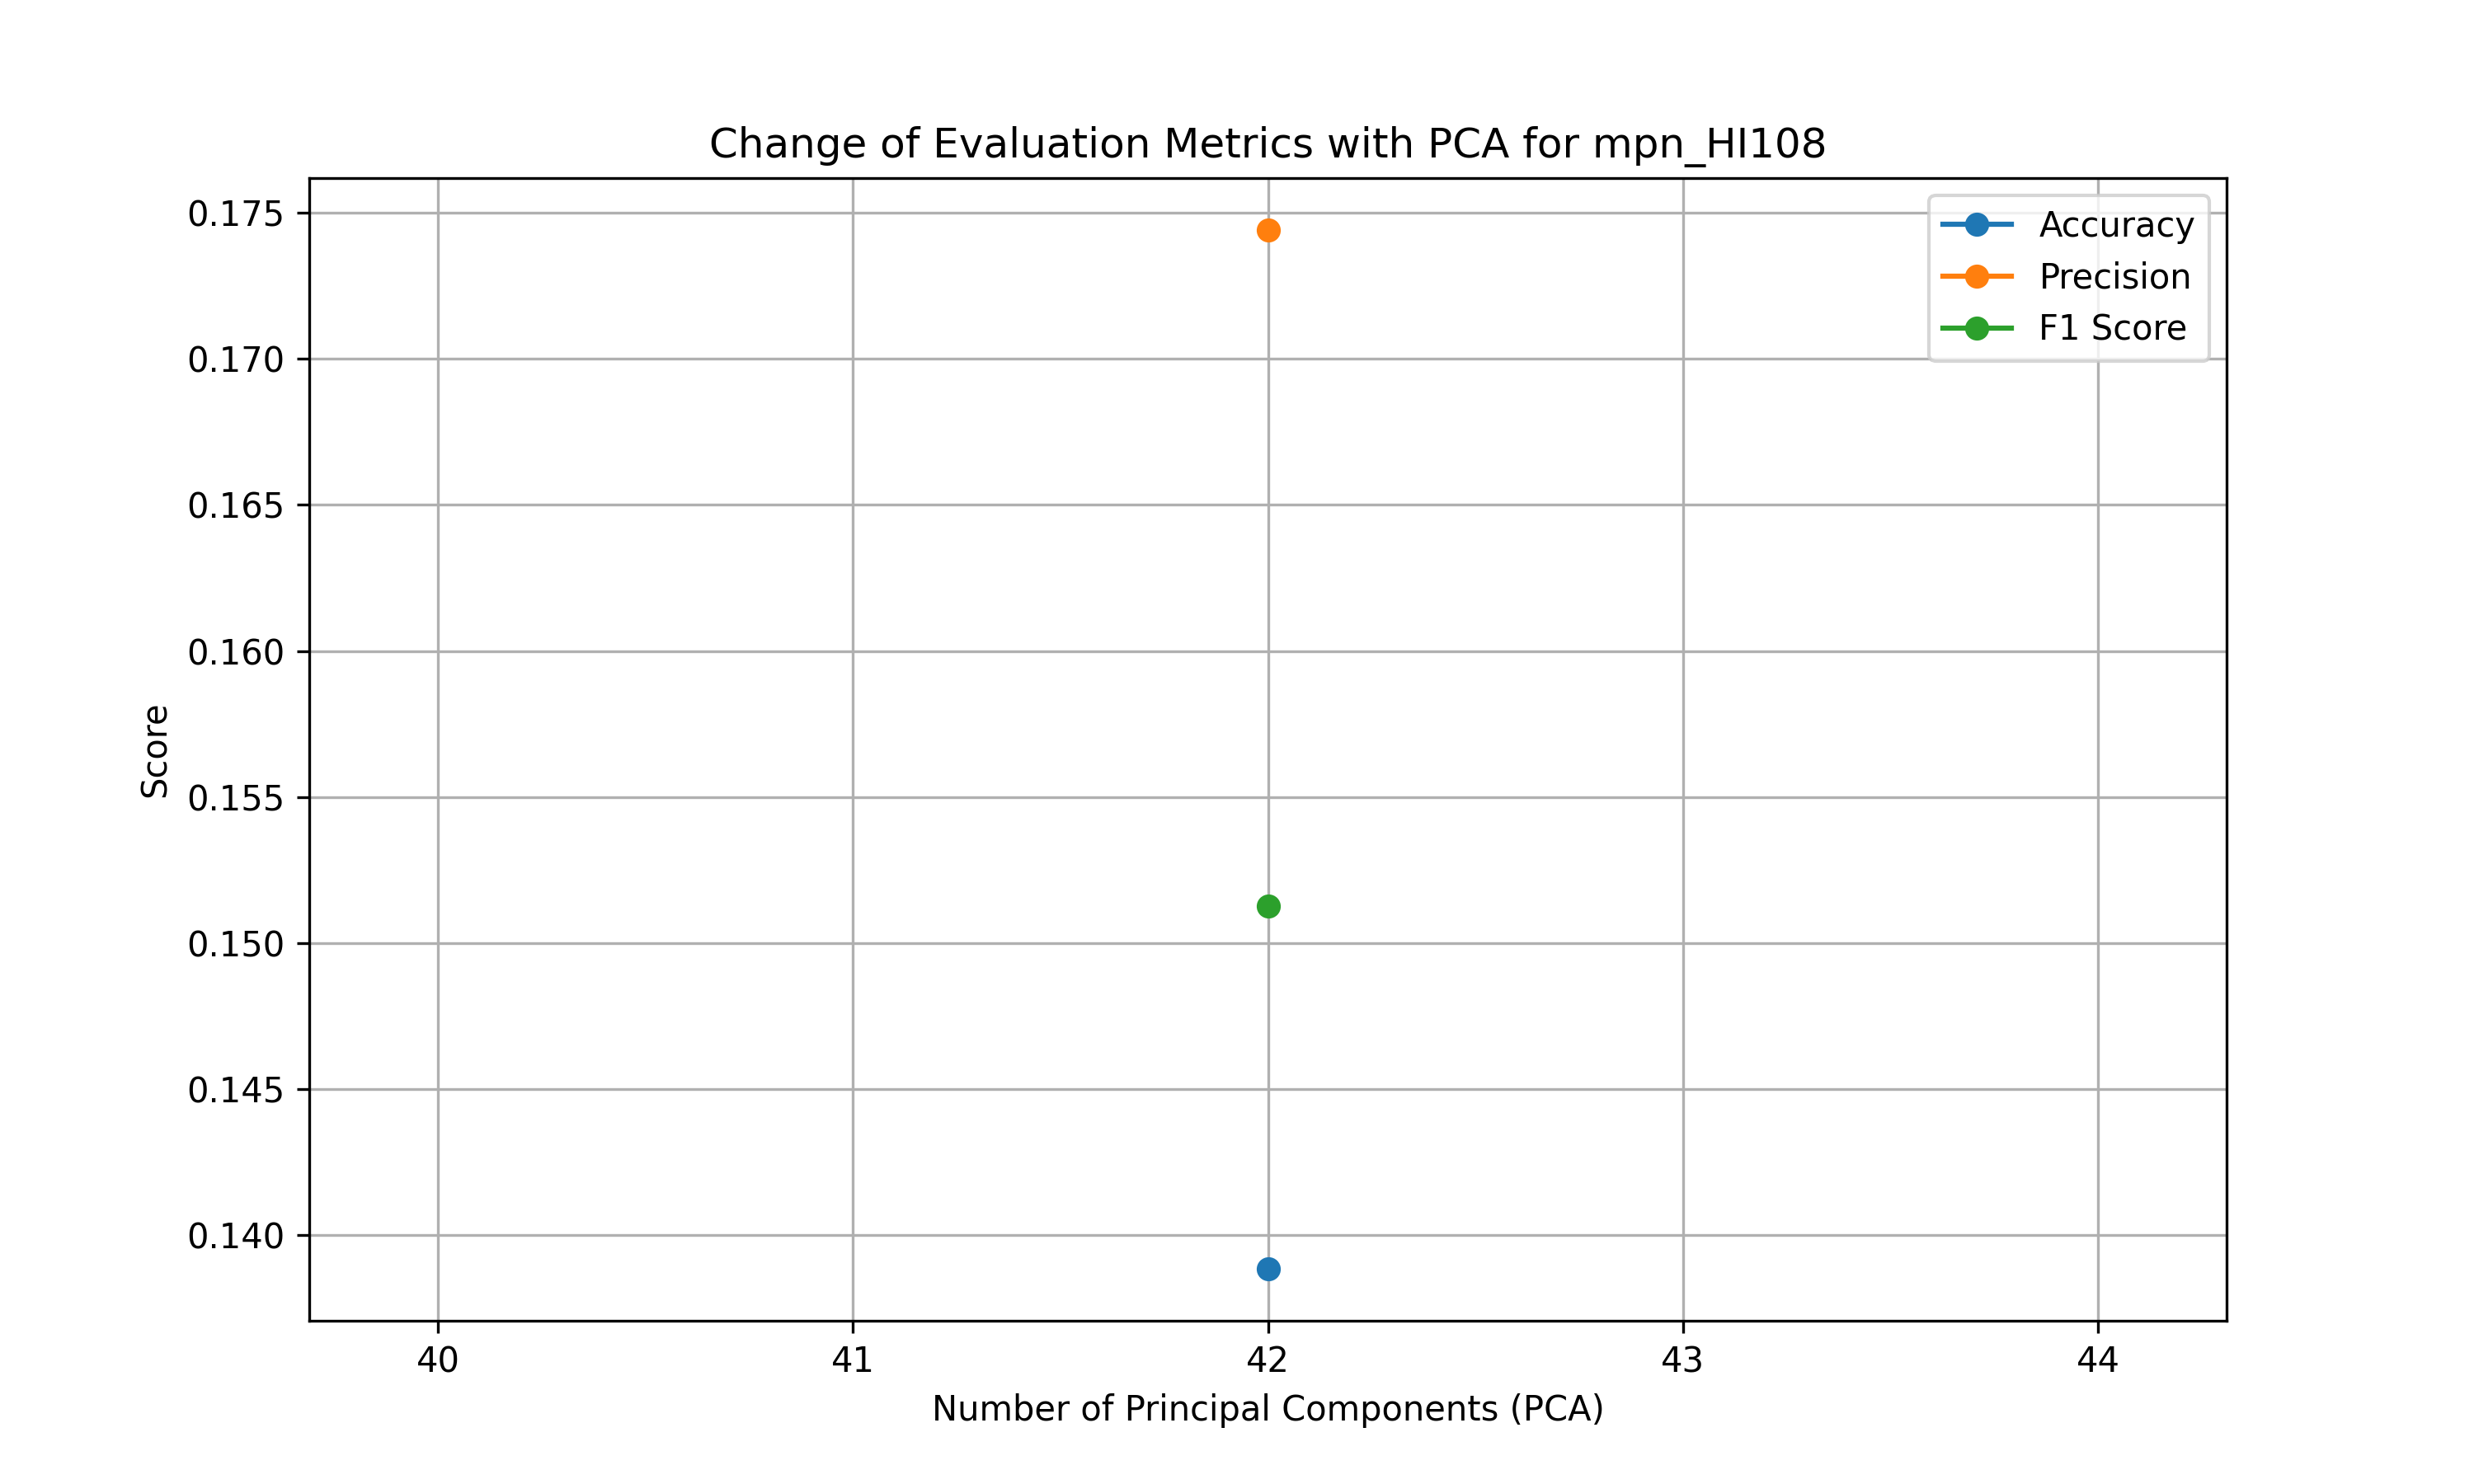 Change of Evaluation Metrics with PCA for mpn_HI108
Accuracy
Precision
F1 Score
0.175
0.170
0.165
0.160
0.155
0.150
0.145
0.140
Score
40 41 42 43 44
Number of Principal Components (PCA)